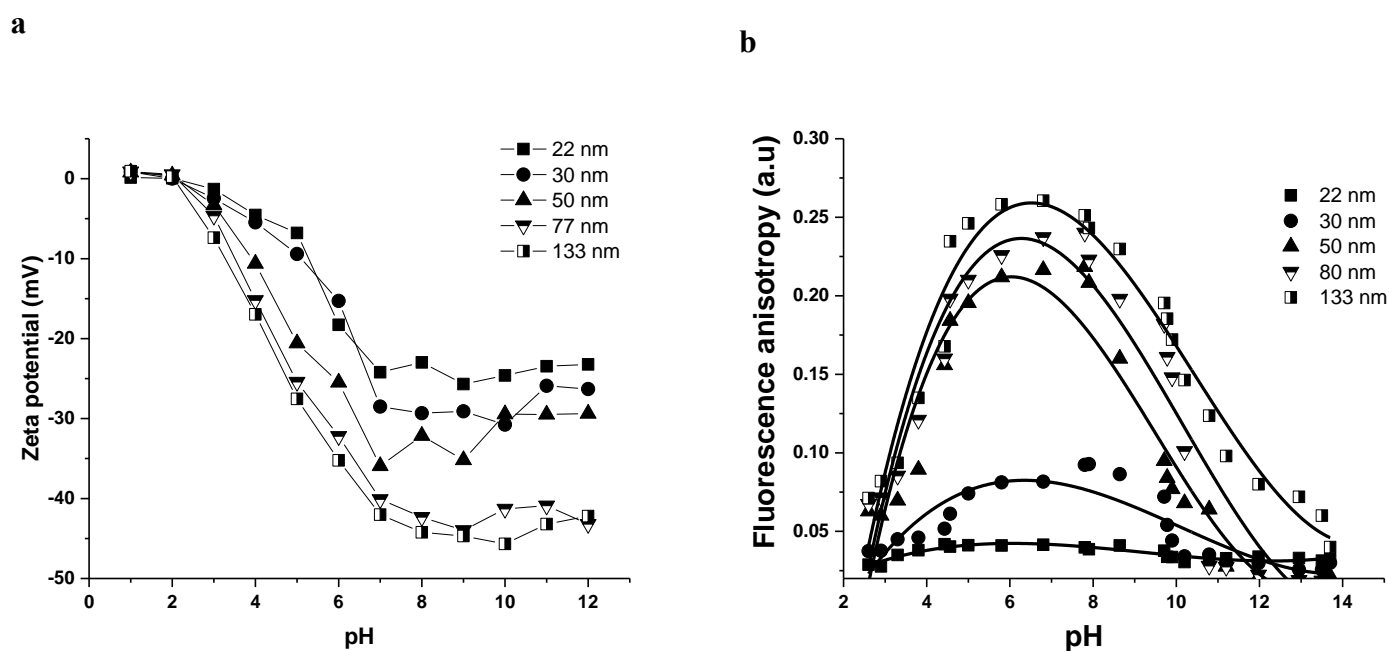 a
Zeta potential (mV)
0
-10
-20
-30
-40
-50
0
2
4
6
8
10
12
pH
22 nm
30 nm
50 nm
77 nm
133 nm
b
Fluorescence anisotropy (a.u)
0.30
0.25
0.20
0.15
0.10
0.05
2
4
6
8
10
12
14
pH
22 nm
30 nm
50 nm
80 nm
133 nm